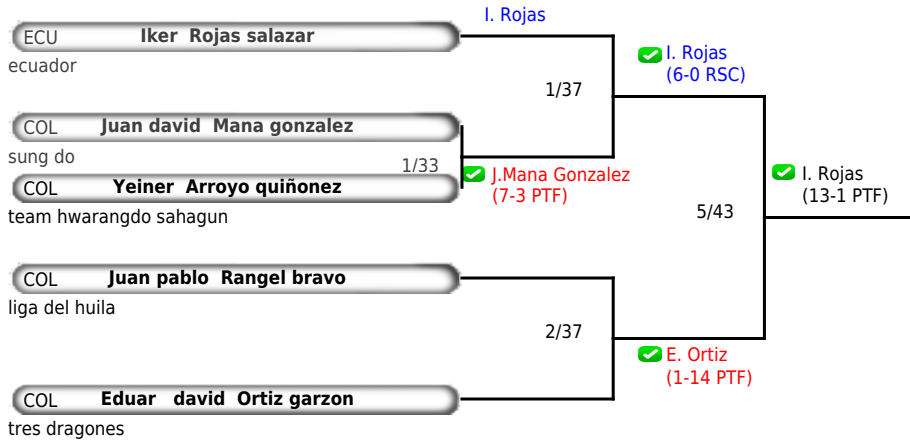 I. Rojas
ECU Iker Rojas salazar
ecuador
I. Rojas
(6-0 RSC)
1/37
COL Juan david Mana gonzalez
sung do
1/33
J.Mana Gonzalez
(7-3 PTF)
I. Rojas
(13-1 PTF)
COL Yeiner Arroyo quiñonez
team hwarangdo sahagun
5/43
COL Juan pablo Rangel bravo
liga del huila
2/37
E. Ortiz
(1-14 PTF)
COL Eduar david Ortiz garzon
tres dragones